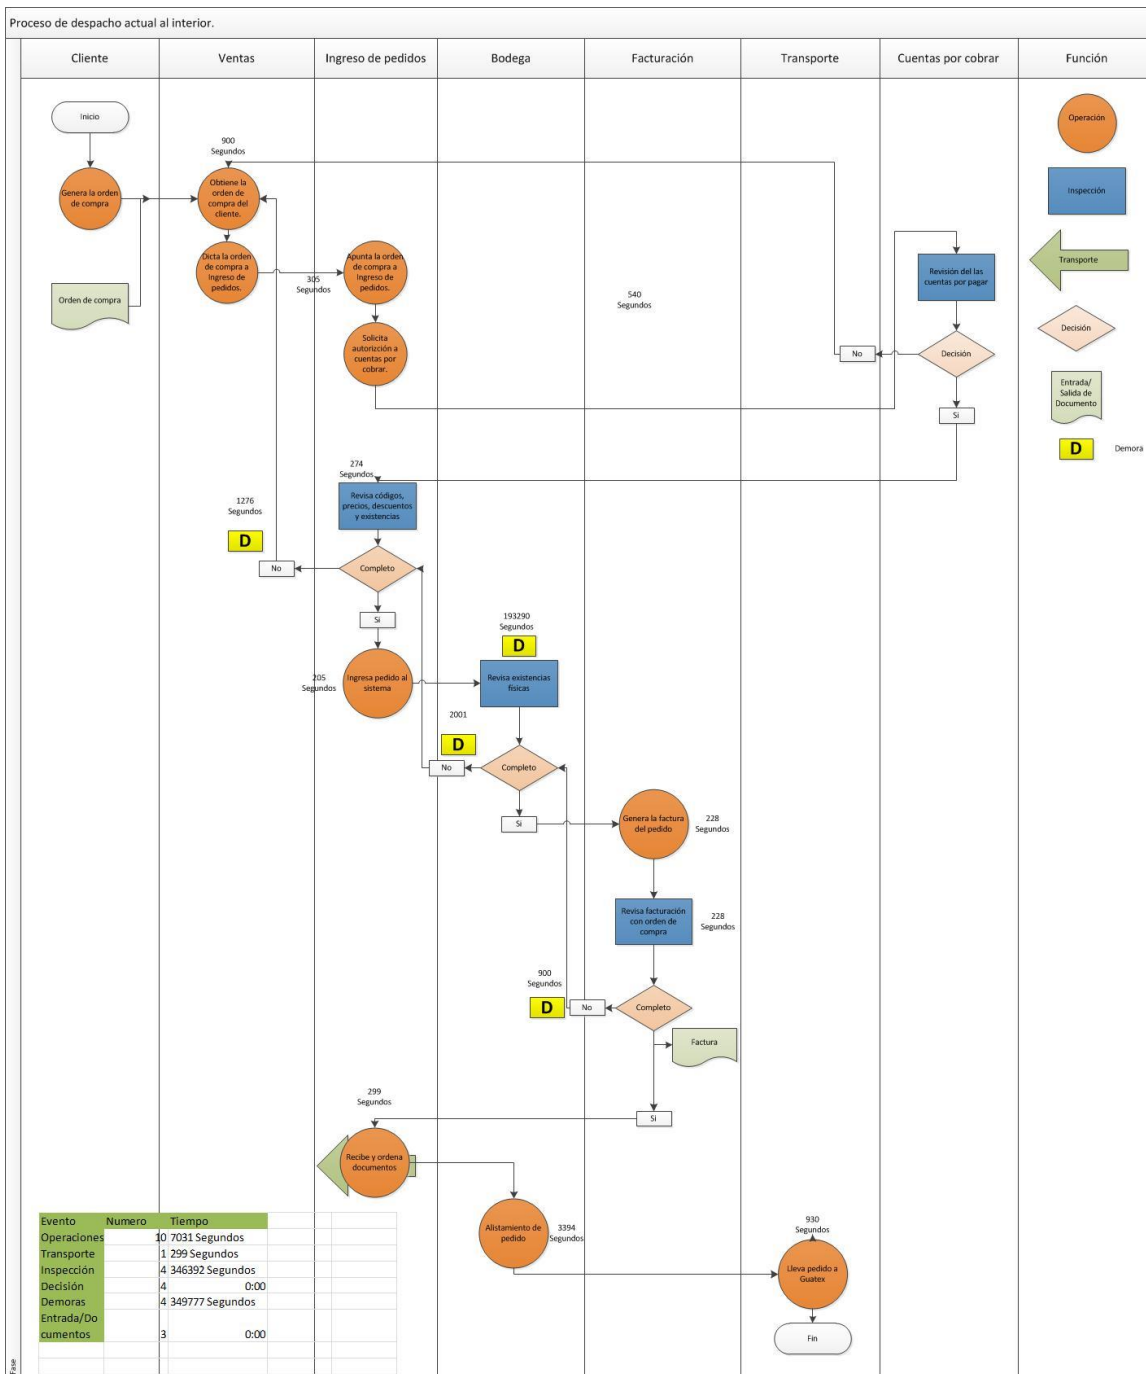 Proceso de despacho actual al interior.
Cliente
Ventas
Ingreso de pedidos
Bodega
Facturación
Transporte
Cuentas por cobrar
Función
Inicio
Operación
900
Segundos
Genera la orden
de compra
Obtiene la
orden de
compra del
cliente.
Inspección
Dicta la orden
de compra a
Ingreso de
pedidos.
305
Segundos
Apunta la orden
de compra a
Ingreso de
pedidos.
Revisión del las
cuentas por pagar
Transporte
Orden de compra
540
Segundos
Solicita
autorizción a
cuentas por
cobrar.
No
Decisión
Decisión
Entrada/
Salida de
Documento
Si
D
Demora
274
Segundos
Revisa códigos,
precios, descuentos
y existencias
1276
Segundos
D
No
Completo
Si
193290
Segundos
D
205
Segundos
Ingresa pedido al
sistema
Revisa existencias
físicas
2001
D
No
Completo
Si
Genera la factura
del pedido
228
Segundos
Revisa facturación
con orden de
compra
228
Segundos
900
Segundos
D
No
Completo
Factura
Si
299
Segundos
Recibe y ordena
documentos
Alistamiento de
pedido
3394
Segundos
930
Segundos
Lleva pedido a
Guatex
Fin
Evento Numero Tiempo
Operaciones 10 7031 Segundos
Transporte 1 299 Segundos
Inspección 4 346392 Segundos
Decisión 4 0:00
Demoras 4 349777 Segundos
Entrada/Do
cumentos 3 0:00
Fase